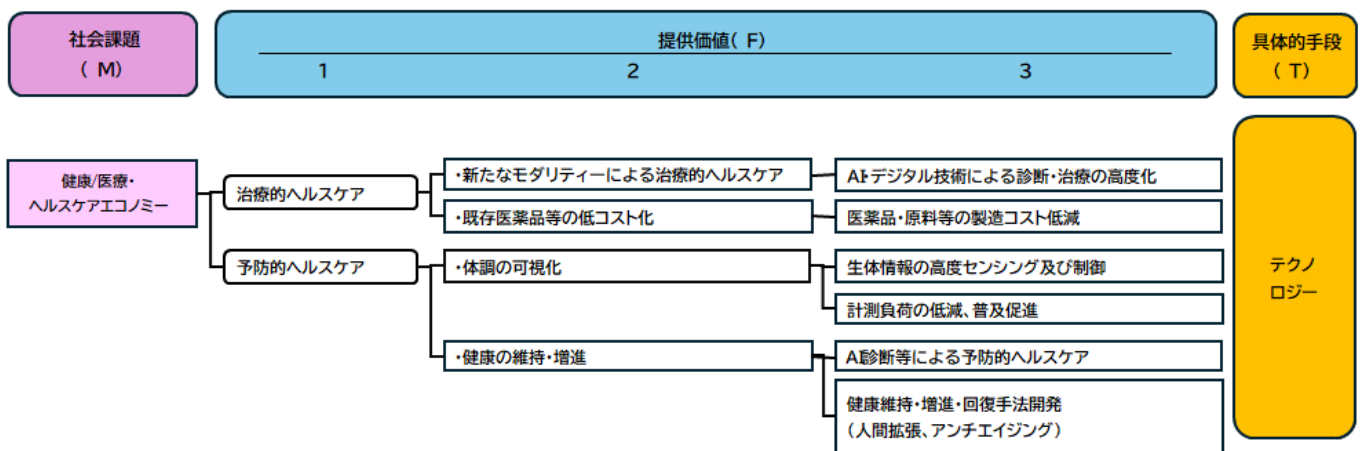 社会課題
( M)
提供価値( F)
1
2
3
具体的手段
( T)
健康/医療・
ヘルスケアエコノミー
治療的ヘルスケア
・新たなモダリティーによる治療的ヘルスケア
AI・デジタル技術による診断・治療の高度化
・既存医薬品等の低コスト化
医薬品・原料等の製造コスト低減
予防的ヘルスケア
・体調の可視化
生体情報の高度センシング及び制御
計測負荷の低減、普及促進
・健康の維持・増進
AI診断等による予防的ヘルスケア
健康維持・増進・回復手法開発
(人間拡張、アンチエイジング)
テクノ
ロジー